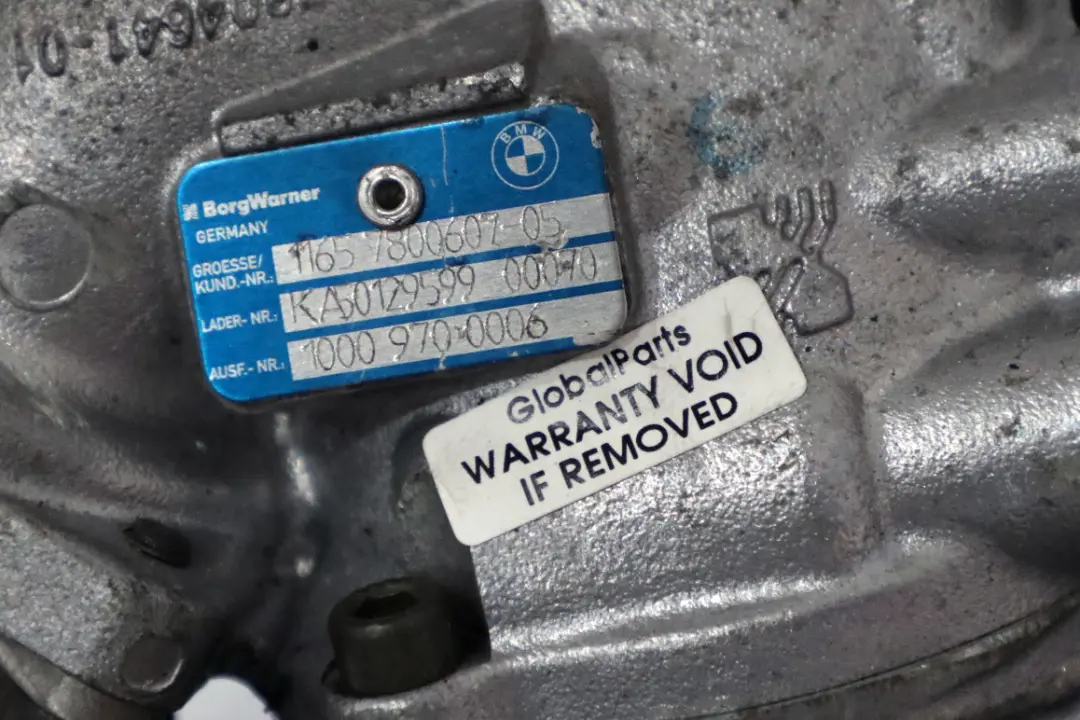 BMW
BorgWarner
GERMANY
GROESSE/
KUND.-NR.: 1165 7800607-05
LADER- NR.: KA50129599 00070
AUSF.- NR.: 1000 970-0006
GlobalParts
WARRANTY VOID
IF REMOVED